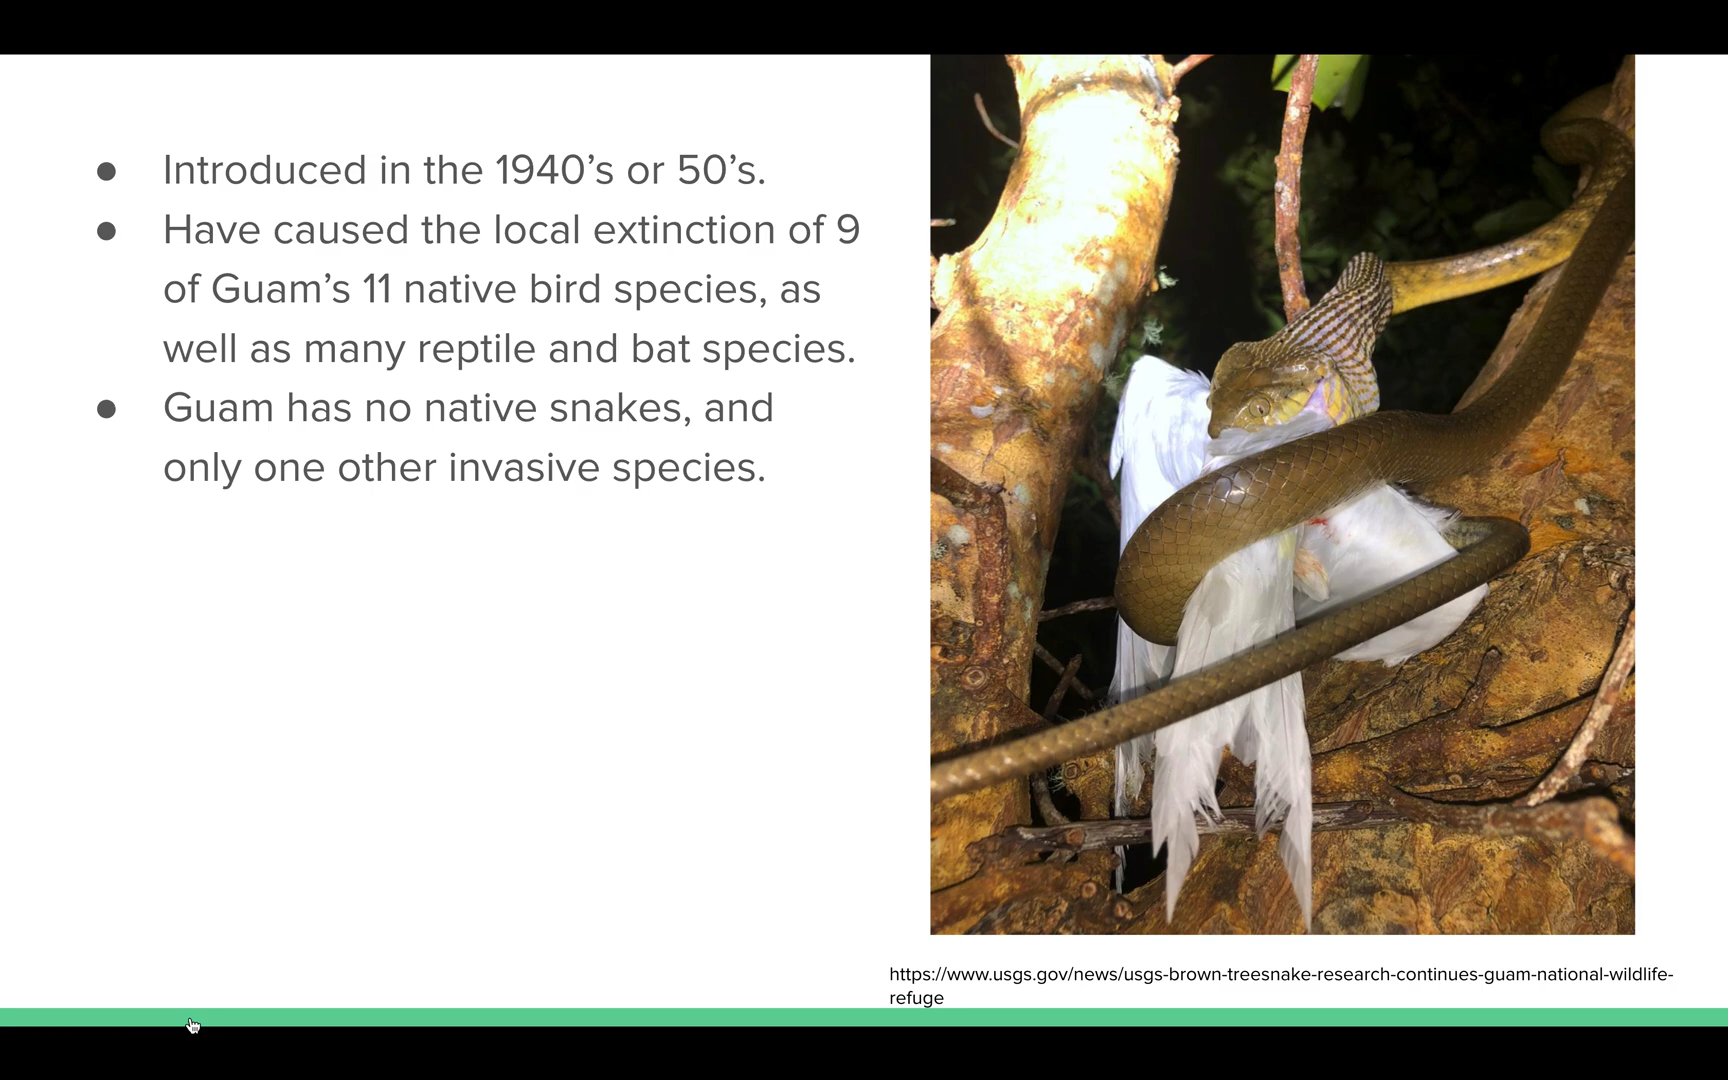 ● Introduced in the 1940’s or 50’s.
● Have caused the local extinction of 9
of Guam’s 11 native bird species, as
well as many reptile and bat species.
● Guam has no native snakes, and
only one other invasive species.
https://www.usgs.gov/news/usgs-brown-treesnake-research-continues-guam-national-wildlife-
refuge